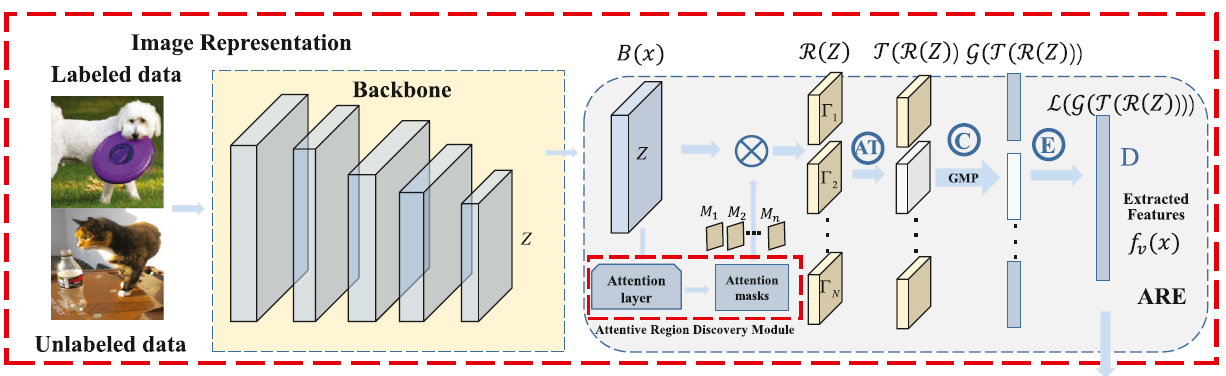 Image Representation
Labeled data
Unlabeled data
Backbone
Z
B(x)
Z
Attention layer
Attention masks
Attentive Region Discovery Module
M₁ M₂ ... Mₙ
ℛ(Z)
Γ₁
Γ₂
Γ_N
AT
𝒯(ℛ(Z))
C
GMP
𝒢(𝒯(ℛ(Z)))
E
ℒ(𝒢(𝒯(ℛ(Z))))
D
Extracted
Features
fᵥ(x)
ARE